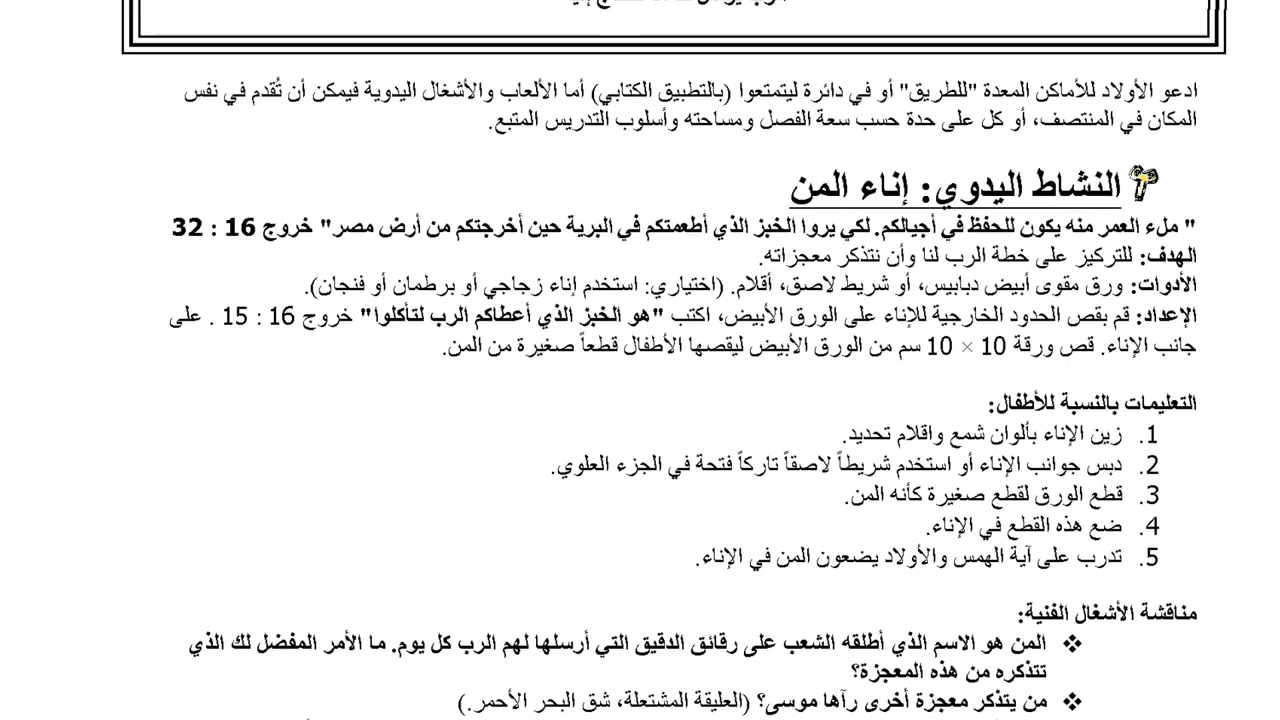 ادعو الأولاد للأماكن المعدة "للطريق" أو في دائرة ليتمتعوا (بالتطبيق الكتابي) أما الألعاب والأشغال اليدوية فيمكن أن تُقدم في نفس
المكان في المنتصف، أو كل على حدة حسب سعة الفصل ومساحته وأسلوب التدريس المتبع.
النشاط اليدوي: إناء المن
" ملء العمر منه يكون للحفظ في أجيالكم. لكي يروا الخبز الذي أطعمتكم في البرية حين أخرجتكم من أرض مصر" خروج 16 : 32
الهدف: للتركيز على خطة الرب لنا وأن نتذكر معجزاته.
الأدوات: ورق مقوى أبيض دبابيس، أو شريط لاصق، أقلام. (اختياري: استخدم إناء زجاجي أو برطمان أو فنجان).
الإعداد: قم بقص الحدود الخارجية للإناء على الورق الأبيض، اكتب "هو الخبز الذي أعطاكم الرب لتأكلوا" خروج 16 : 15 . على
جانب الإناء. قص ورقة 10 × 10 سم من الورق الأبيض ليقصها الأطفال قطعاً صغيرة من المن.
التعليمات بالنسبة للأطفال:
1. زين الإناء بألوان شمع واقلام تحديد.
2. دبس جوانب الإناء أو استخدم شريطاً لاصقاً تاركاً فتحة في الجزء العلوي.
3. قطع الورق لقطع صغيرة كأنه المن.
4. ضع هذه القطع في الإناء.
5. تدرب على آية الهمس والأولاد يضعون المن في الإناء.
مناقشة الأشغال الفنية:
❖ المن هو الاسم الذي أطلقه الشعب على رقائق الدقيق التي أرسلها لهم الرب كل يوم. ما الأمر المفضل لك الذي
تتذكره من هذه المعجزة؟
❖ من يتذكر معجزة أخرى رآها موسى؟ (العليقة المشتعلة، شق البحر الأحمر.)